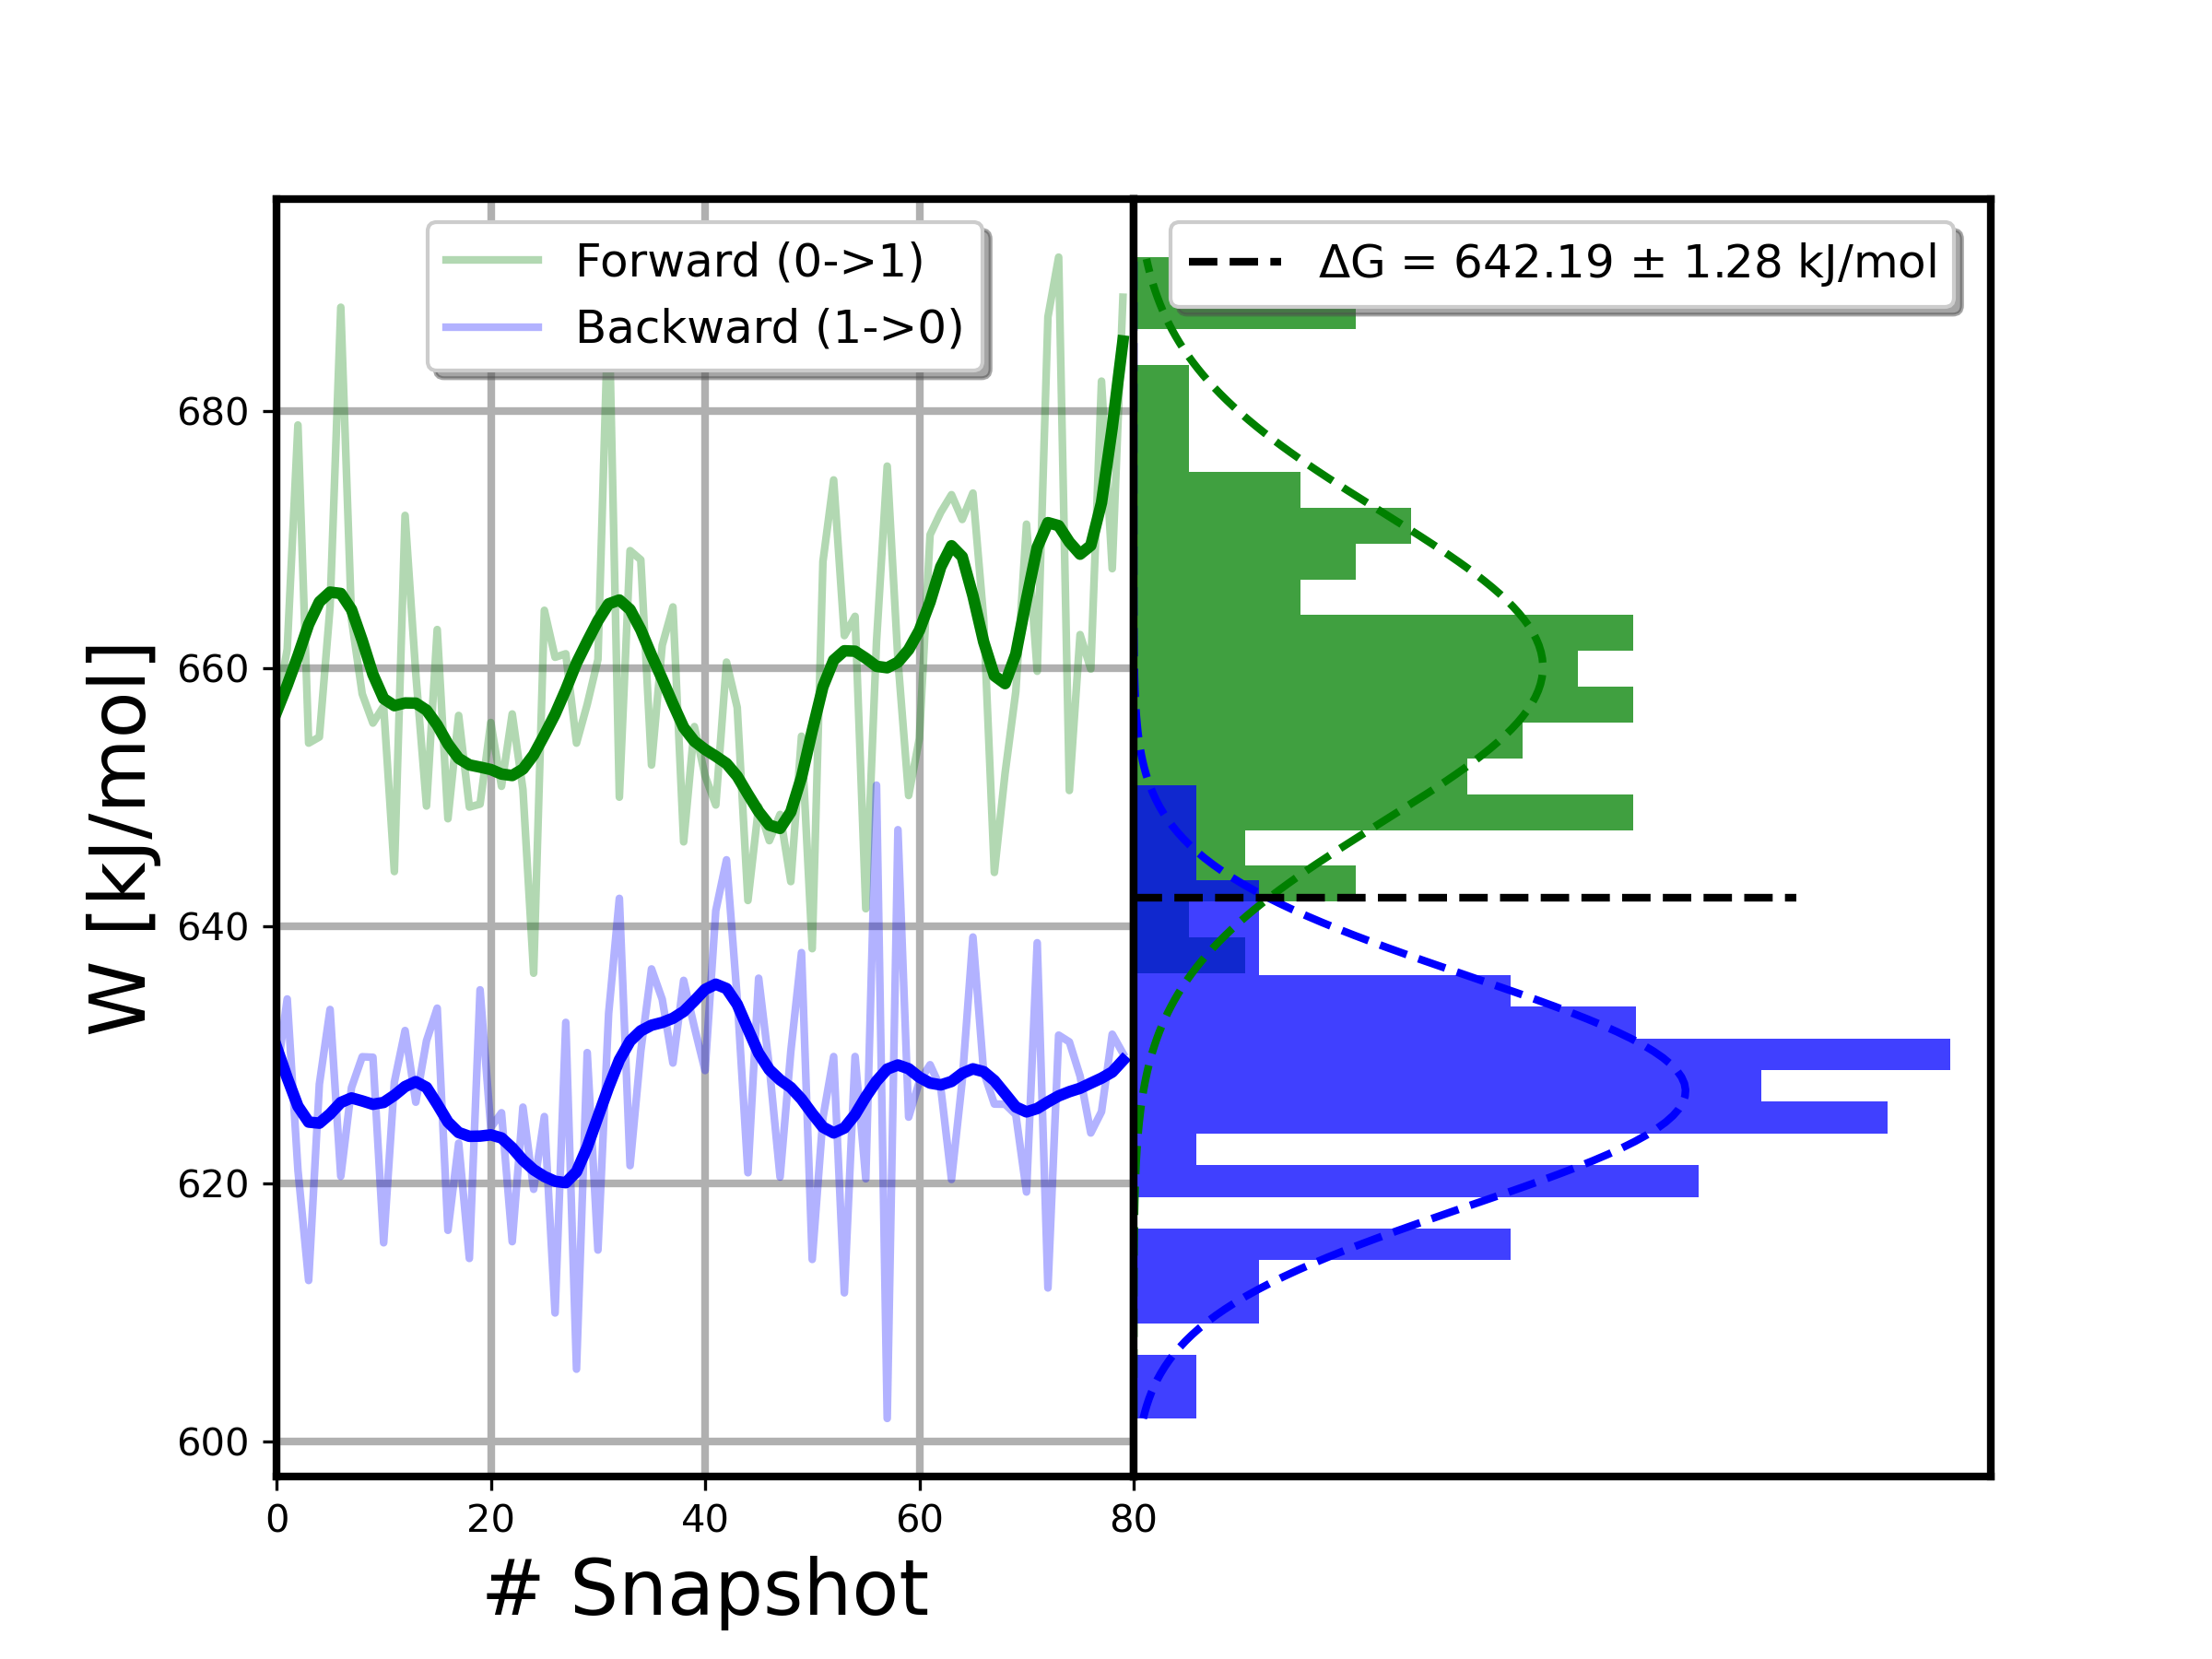 Forward (0->1)
Backward (1->0)
ΔG = 642.19 ± 1.28 kJ/mol
W [kJ/mol]
680
660
640
620
600
0 20 40 60 80
# Snapshot